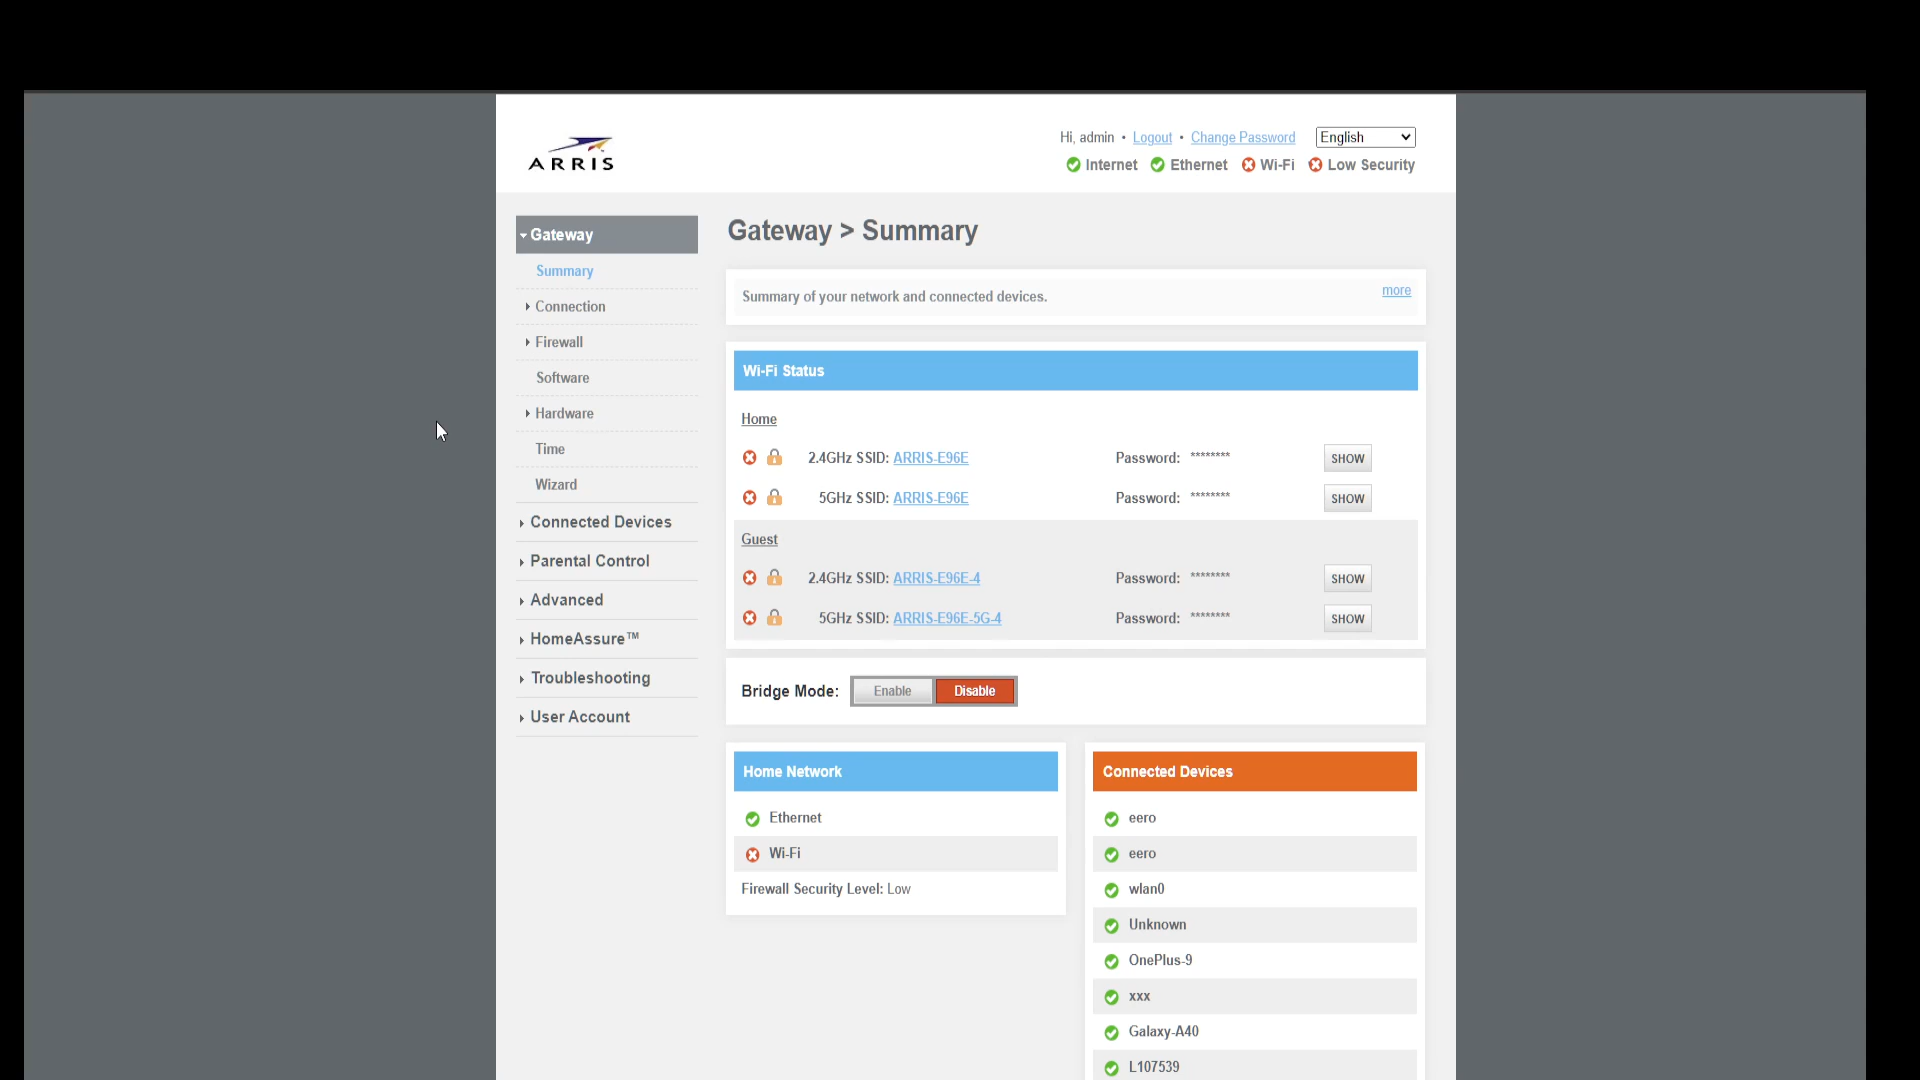 ARRIS
Hi, admin • Logout • Change Password English
Internet Ethernet Wi-Fi Low Security
Gateway
Summary
Connection
Firewall
Software
Hardware
Time
Wizard
Connected Devices
Parental Control
Advanced
HomeAssure™
Troubleshooting
User Account
Gateway > Summary
Summary of your network and connected devices. more
Wi-Fi Status
Home
2.4GHz SSID: ARRIS-E96E Password: ******** SHOW
5GHz SSID: ARRIS-E96E Password: ******** SHOW
Guest
2.4GHz SSID: ARRIS-E96E-4 Password: ******** SHOW
5GHz SSID: ARRIS-E96E-5G-4 Password: ******** SHOW
Bridge Mode: Enable Disable
Home Network
Ethernet
Wi-Fi
Firewall Security Level: Low
Connected Devices
eero
eero
wlan0
Unknown
OnePlus-9
xxx
Galaxy-A40
L107539